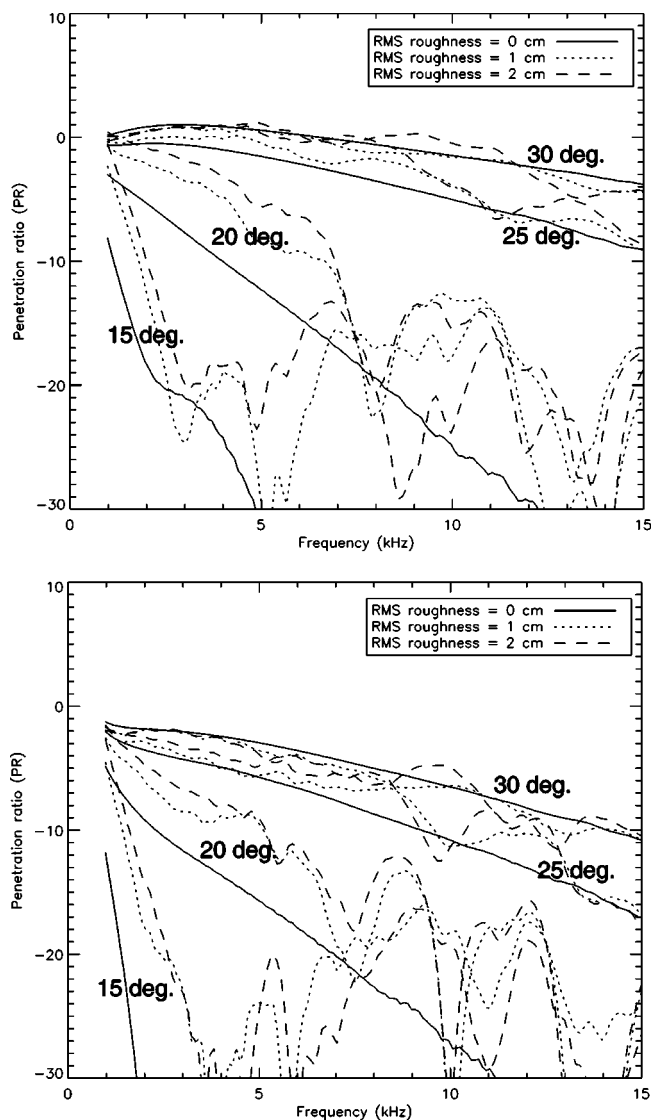 10
0
-10
-20
-30
Penetration ratio (PR)
RMS roughness = 0 cm
RMS roughness = 1 cm
RMS roughness = 2 cm
30 deg.
25 deg.
20 deg.
15 deg.
0
5
10
15
Frequency (kHz)
10
0
-10
-20
-30
Penetration ratio (PR)
RMS roughness = 0 cm
RMS roughness = 1 cm
RMS roughness = 2 cm
30 deg.
25 deg.
20 deg.
15 deg.
0
5
10
15
Frequency (kHz)